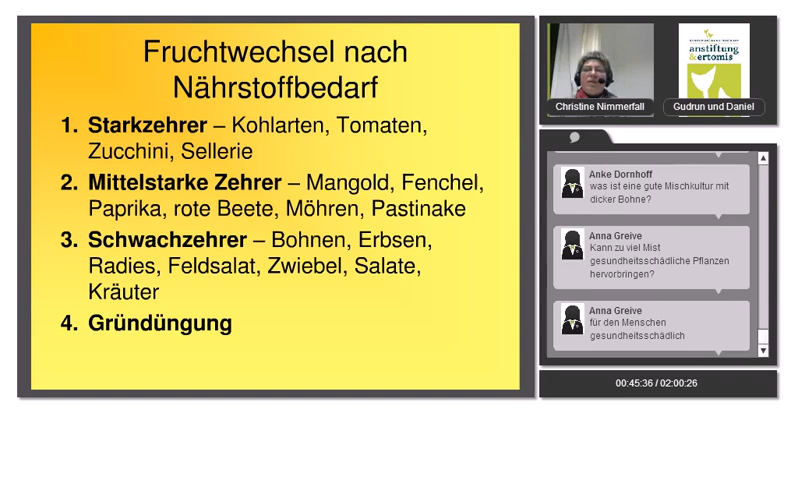 Fruchtwechsel nach
Nährstoffbedarf
1. Starkzehrer – Kohlarten, Tomaten,
Zucchini, Sellerie
2. Mittelstarke Zehrer – Mangold, Fenchel,
Paprika, rote Beete, Möhren, Pastinake
3. Schwachzehrer – Bohnen, Erbsen,
Radies, Feldsalat, Zwiebel, Salate,
Kräuter
4. Gründüngung
Christine Nimmerfall
anstiftung
& ertomis
Gudrun und Daniel
Anke Dornhoff
was ist eine gute Mischkultur mit
dicker Bohne?
Anna Greive
Kann zu viel Mist
gesundheitsschädliche Pflanzen
hervorbringen?
Anna Greive
für den Menschen
gesundheitsschädlich
00:45:36 / 02:00:26